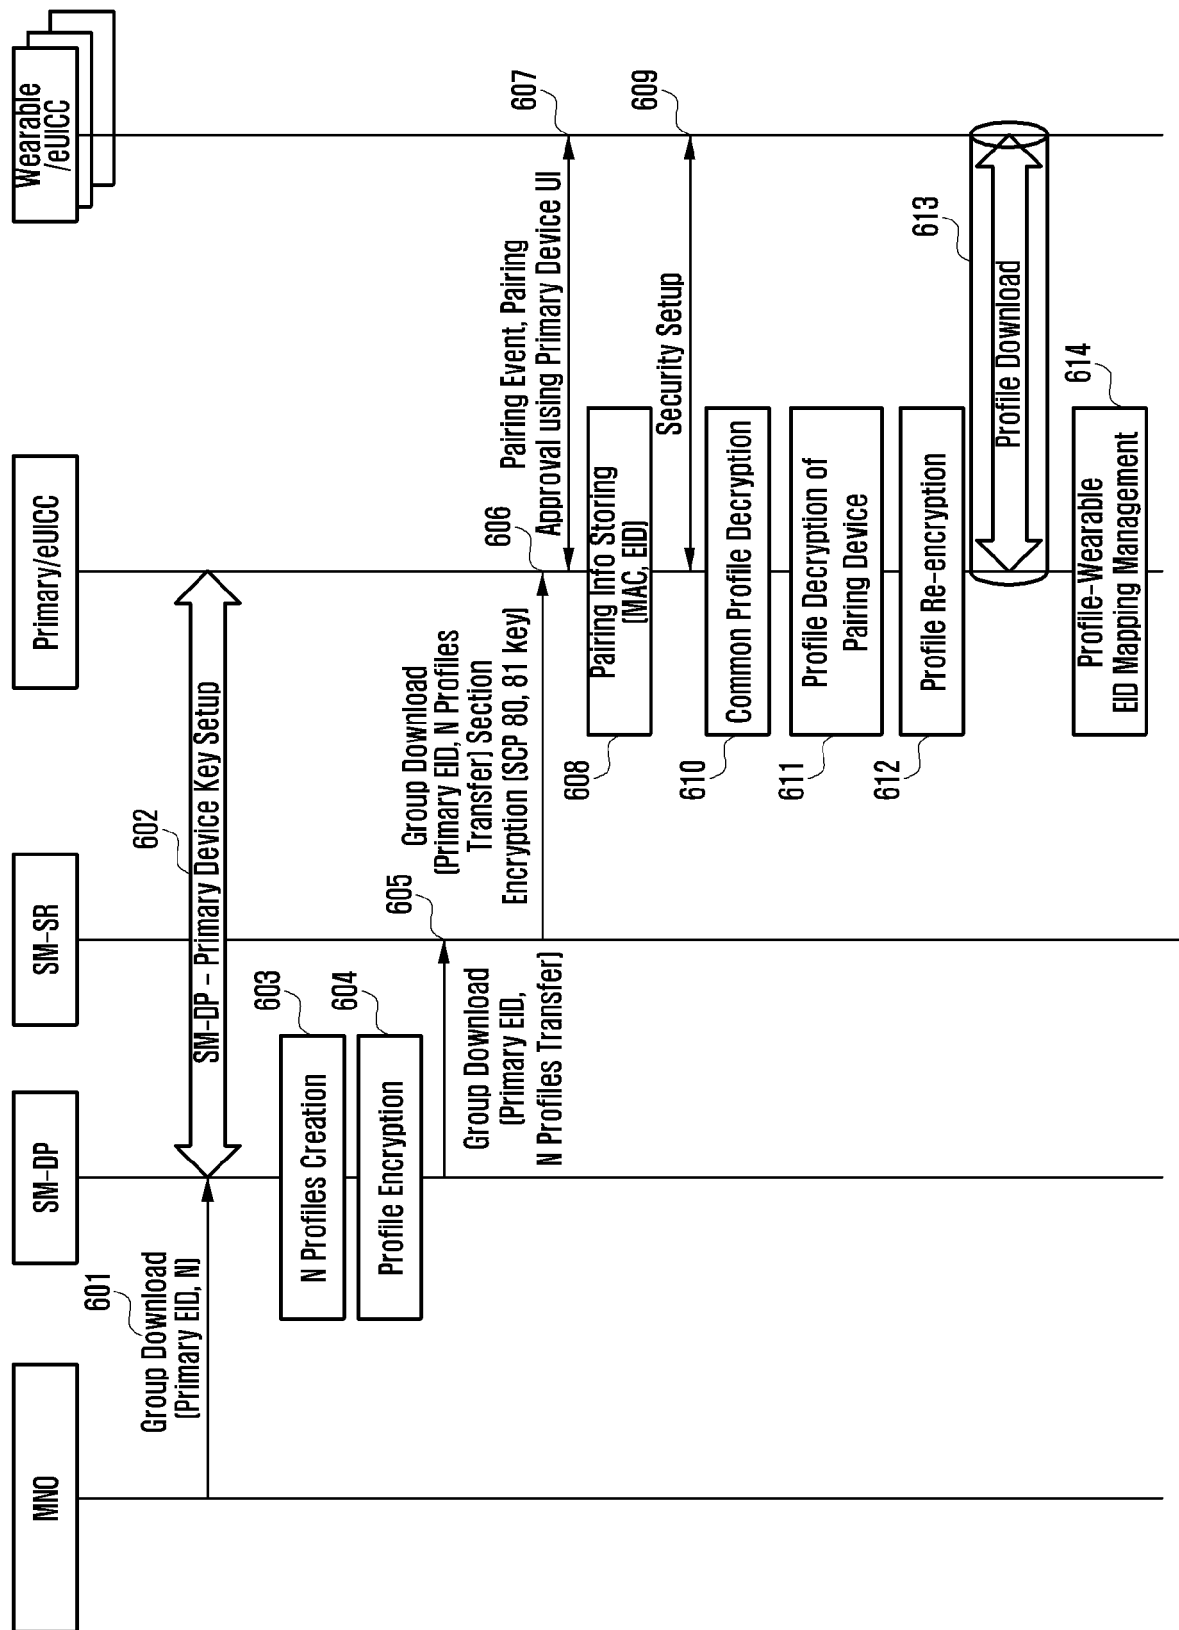 MNO
SM-DP
SM-SR
Primary/eUICC
Wearable
/eUICC
601
Group Download
(Primary EID, N)
602
SM-DP – Primary Device Key Setup
603
N Profiles Creation
604
Profile Encryption
605
Group Download
(Primary EID,
N Profiles Transfer)
606
Group Download
(Primary EID, N Profiles
Transfer) Section
Encryption (SCP 80, 81 key)
607
Pairing Event, Pairing
Approval using Primary Device UI
608
Pairing Info Storing
(MAC, EID)
609
Security Setup
610
Common Profile Decryption
611
Profile Decryption of
Pairing Device
612
Profile Re-encryption
613
Profile Download
614
Profile-Wearable
EID Mapping Management